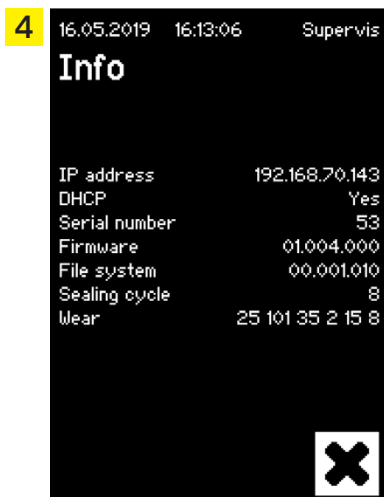 4
16.05.2019 16:13:06 Supervis
Info
IP address 192.168.70.143
DHCP Yes
Serial number 53
Firmware 01.004.000
File system 00.001.010
Sealing cycle 8
Wear 25 101 35 2 15 8